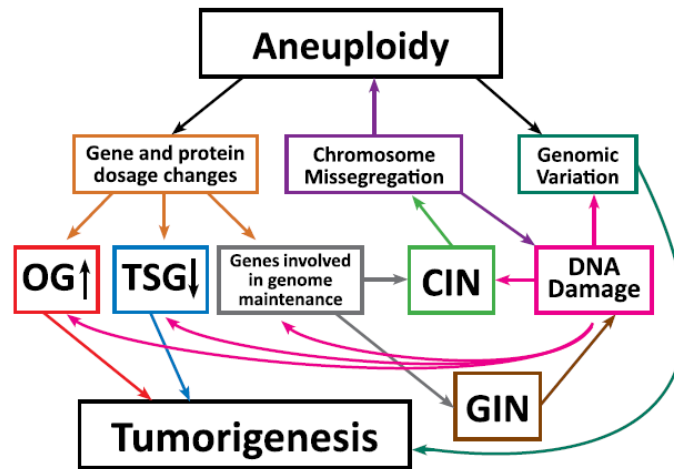 Aneuploidy
Gene and protein
dosage changes
Chromosome
Missegregation
Genomic
Variation
OG↑
TSG↓
Genes involved
in genome
maintenance
CIN
DNA
Damage
GIN
Tumorigenesis